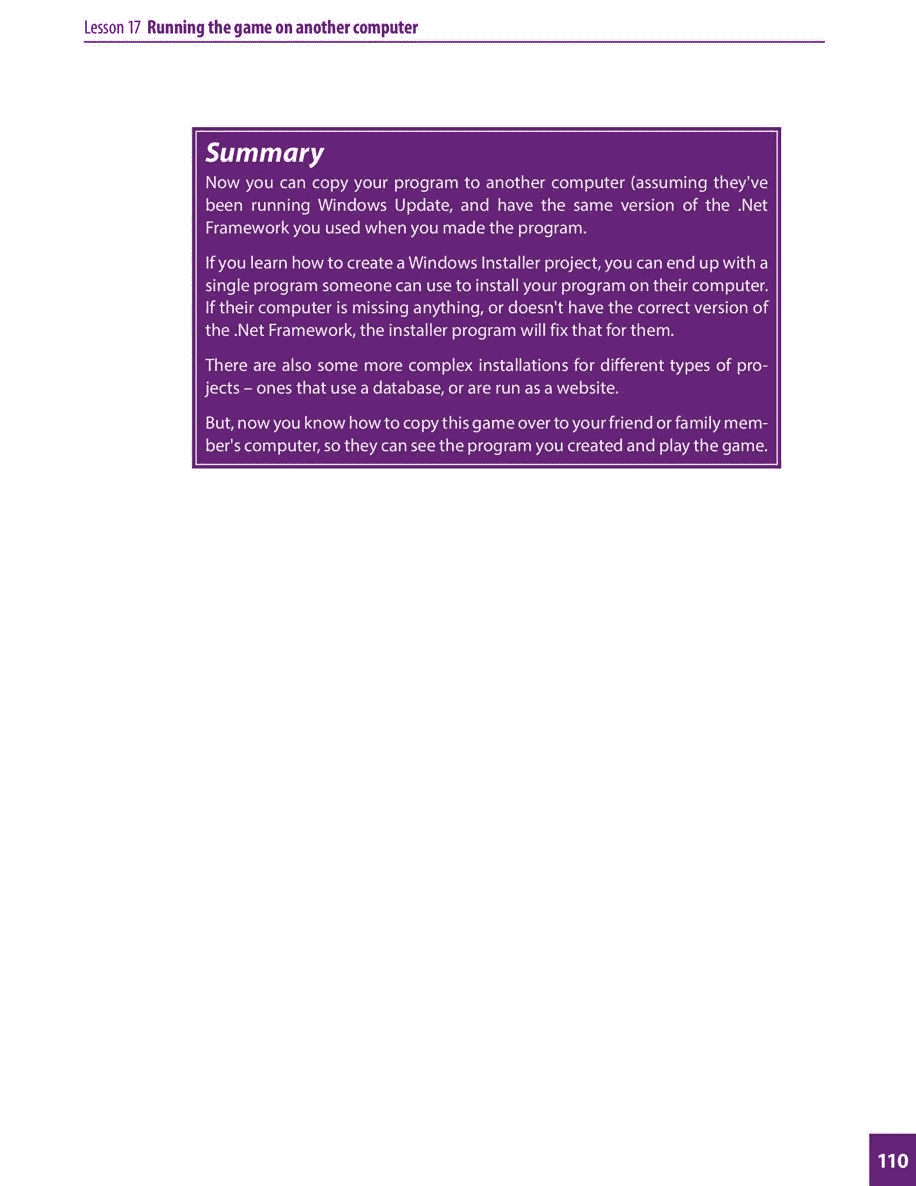 Lesson 17 Running the game on another computer
Summary
Now you can copy your program to another computer (assuming they've
been running Windows Update, and have the same version of the .Net
Framework you used when you made the program.
If you learn how to create a Windows Installer project, you can end up with a
single program someone can use to install your program on their computer.
If their computer is missing anything, or doesn't have the correct version of
the .Net Framework, the installer program will fix that for them.
There are also some more complex installations for different types of pro-
jects – ones that use a database, or are run as a website.
But, now you know how to copy this game over to your friend or family mem-
ber's computer, so they can see the program you created and play the game.
110